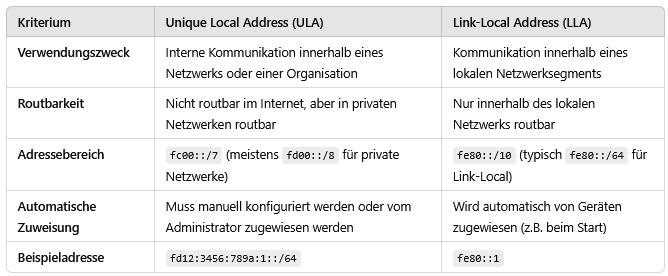 Kriterium Unique Local Address (ULA) Link-Local Address (LLA)
Verwendungszweck Interne Kommunikation innerhalb eines Kommunikation innerhalb eines
Netzwerks oder einer Organisation lokalen Netzwerksegments
Routbarkeit Nicht routbar im Internet, aber in privaten Nur innerhalb des lokalen
Netzwerken routbar Netzwerks routbar
Adressebereich fc00::/7 (meistens fd00::/8 für private fe80::/10 (typisch fe80::/64 für
Netzwerke) Link-Local)
Automatische Muss manuell konfiguriert werden oder vom Wird automatisch von Geräten
Zuweisung Administrator zugewiesen werden zugewiesen (z.B. beim Start)
Beispieladresse fd12:3456:789a:1::/64 fe80::1